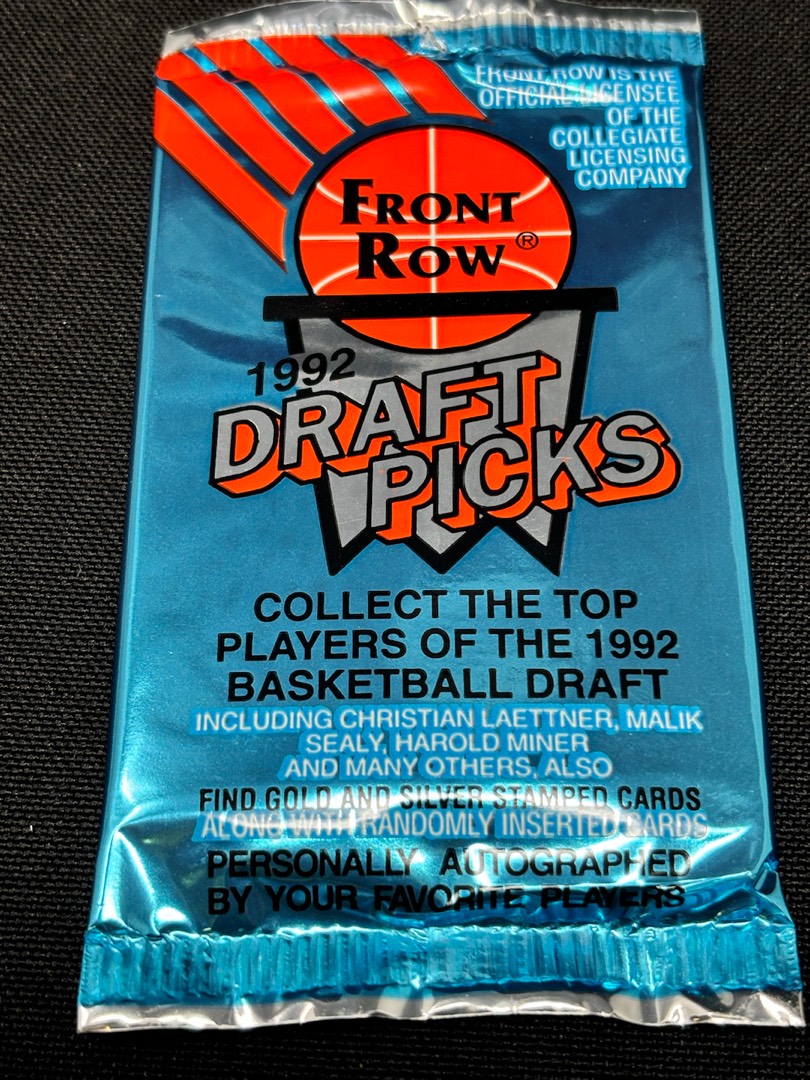 FRONT ROW IS THE
OFFICIAL LICENSEE
OF THE
COLLEGIATE
LICENSING
COMPANY
FRONT
ROW ®
1992
DRAFT
PICKS
COLLECT THE TOP
PLAYERS OF THE 1992
BASKETBALL DRAFT
INCLUDING CHRISTIAN LAETTNER, MALIK
SEALY, HAROLD MINER
AND MANY OTHERS, ALSO
FIND GOLD AND SILVER STAMPED CARDS
ALONG WITH RANDOMLY INSERTED CARDS
PERSONALLY AUTOGRAPHED
BY YOUR FAVORITE PLAYERS